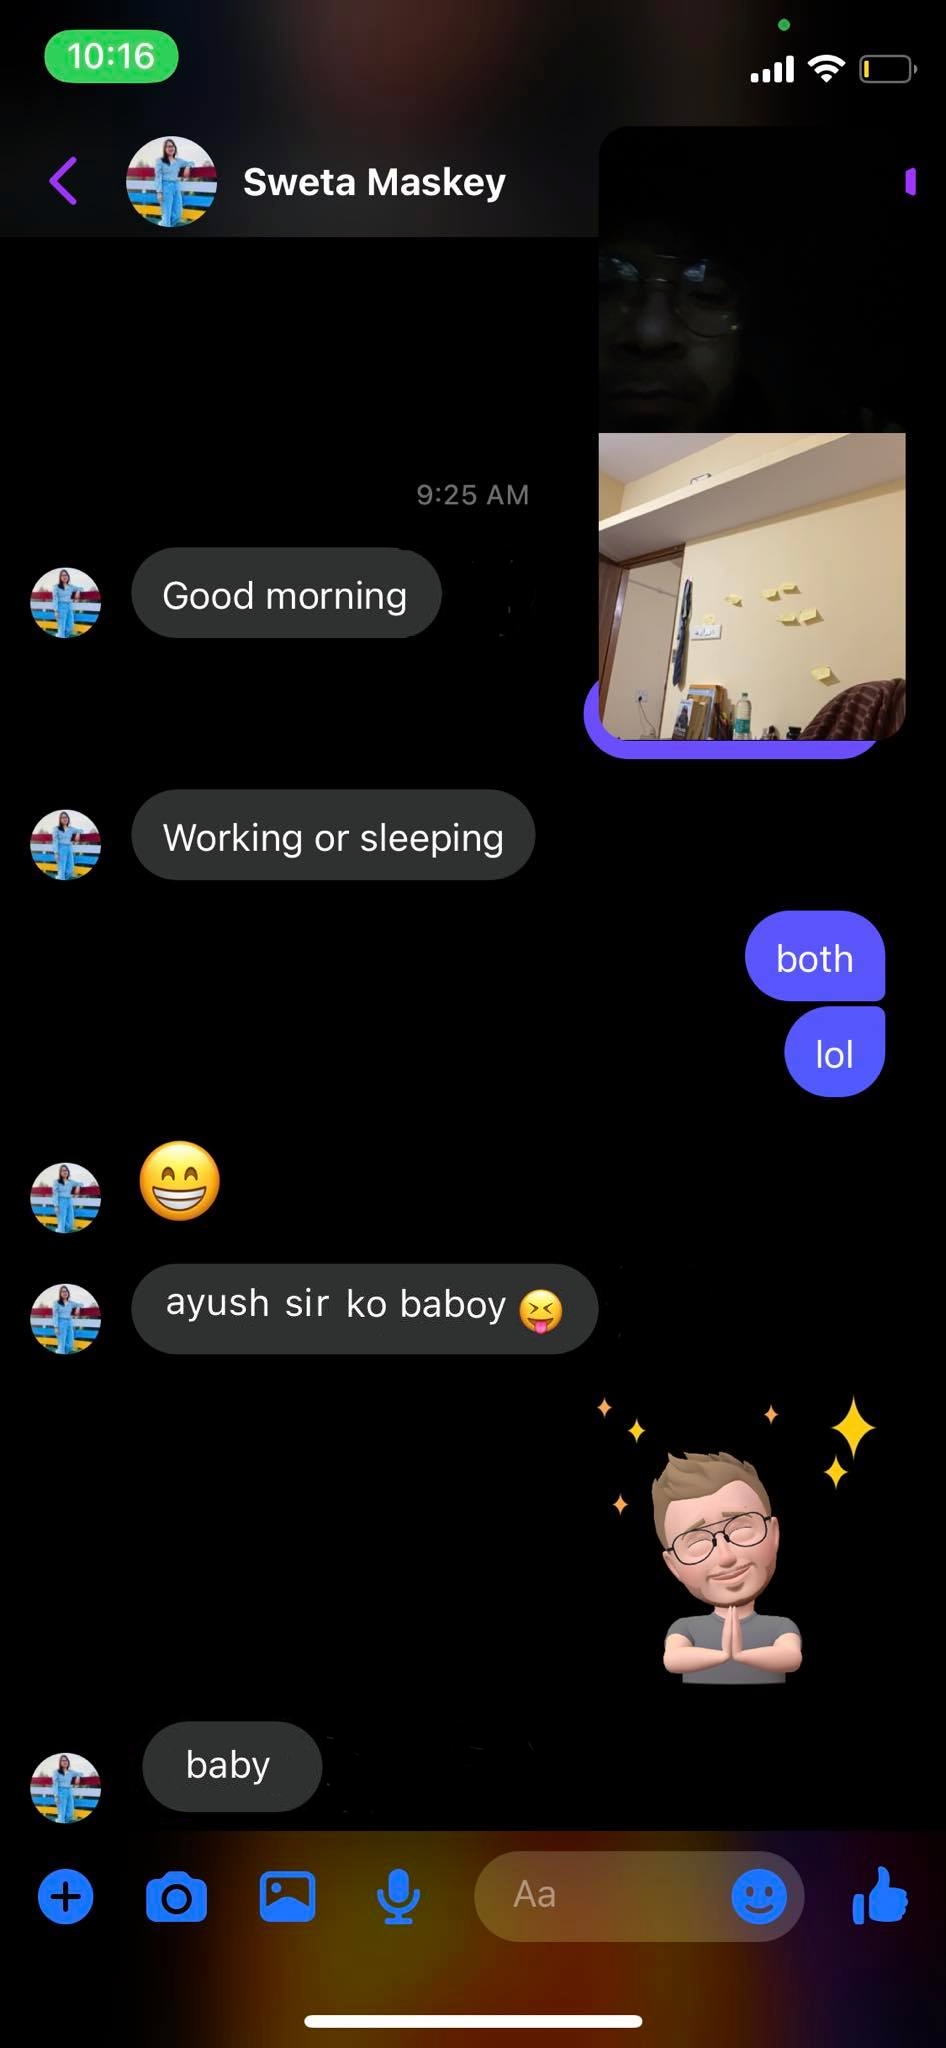 10:16
Sweta Maskey
9:25 AM
Good morning
Working or sleeping
both
lol
😁
ayush sir ko baboy 😝
baby
Aa